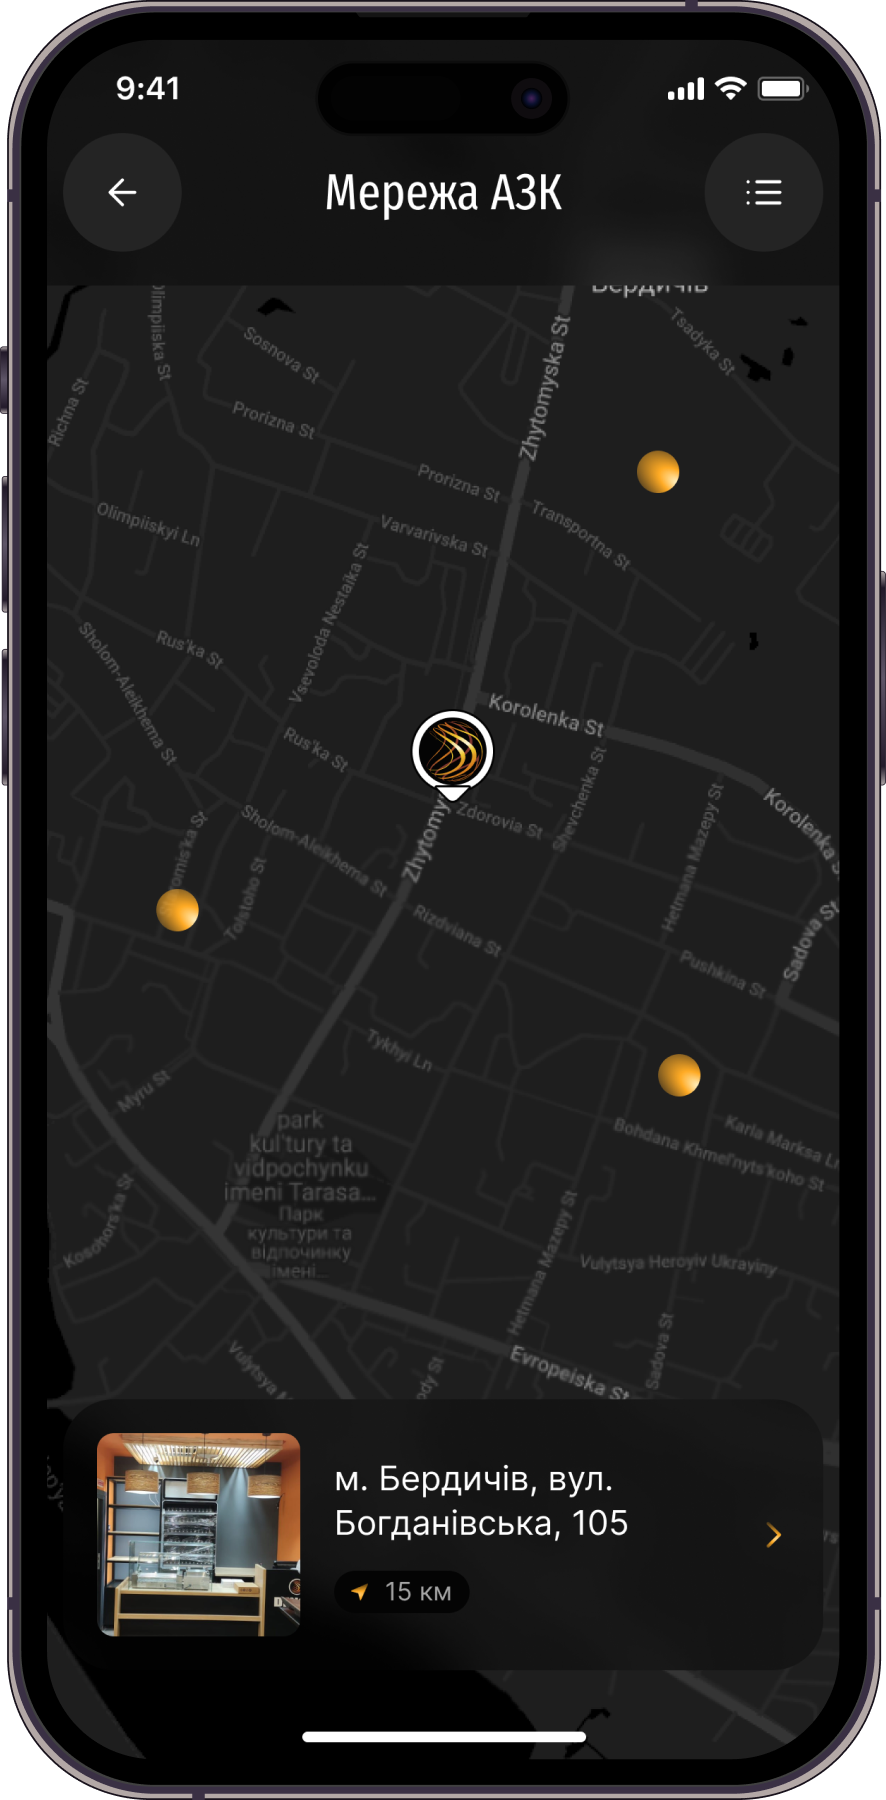 9:41
Мережа АЗК
Бердичів
Olimpiiska St
Tsadyka St
Sosnova St
Zhytomyska St
Richna St
Prorizna St
Prorizna St
Transportna St
Olimpiiskyi Ln
Varvarivska St
Vsevoloda Nestaika St
Sholom-Aleikhema St
Rus'ka St
Korolenka St
Rus'ka St
Shevchenka St
Korolenka S
Hetmana Mazepy St
Zhytomy
Zdorovia St
Sholom-Aleikhema St
Tolstoho St
Rizdviana St
Sadova St
Pushkina St
Tykhyi Ln
Myru St
park
kul'tury ta
vidpochynku
imeni Tarasa...
Парк
культури та
відпочинку
імені...
Karla Marksa Ln
Bohdana Khmel'nyts'koho St
Kosohors'ka St
Hetmana Mazepy St
Vulytsya Heroyiv Ukrayiny
Sadova St
Evropeiska St
Vulytsya
м. Бердичів, вул.
Богданівська, 105
15 км